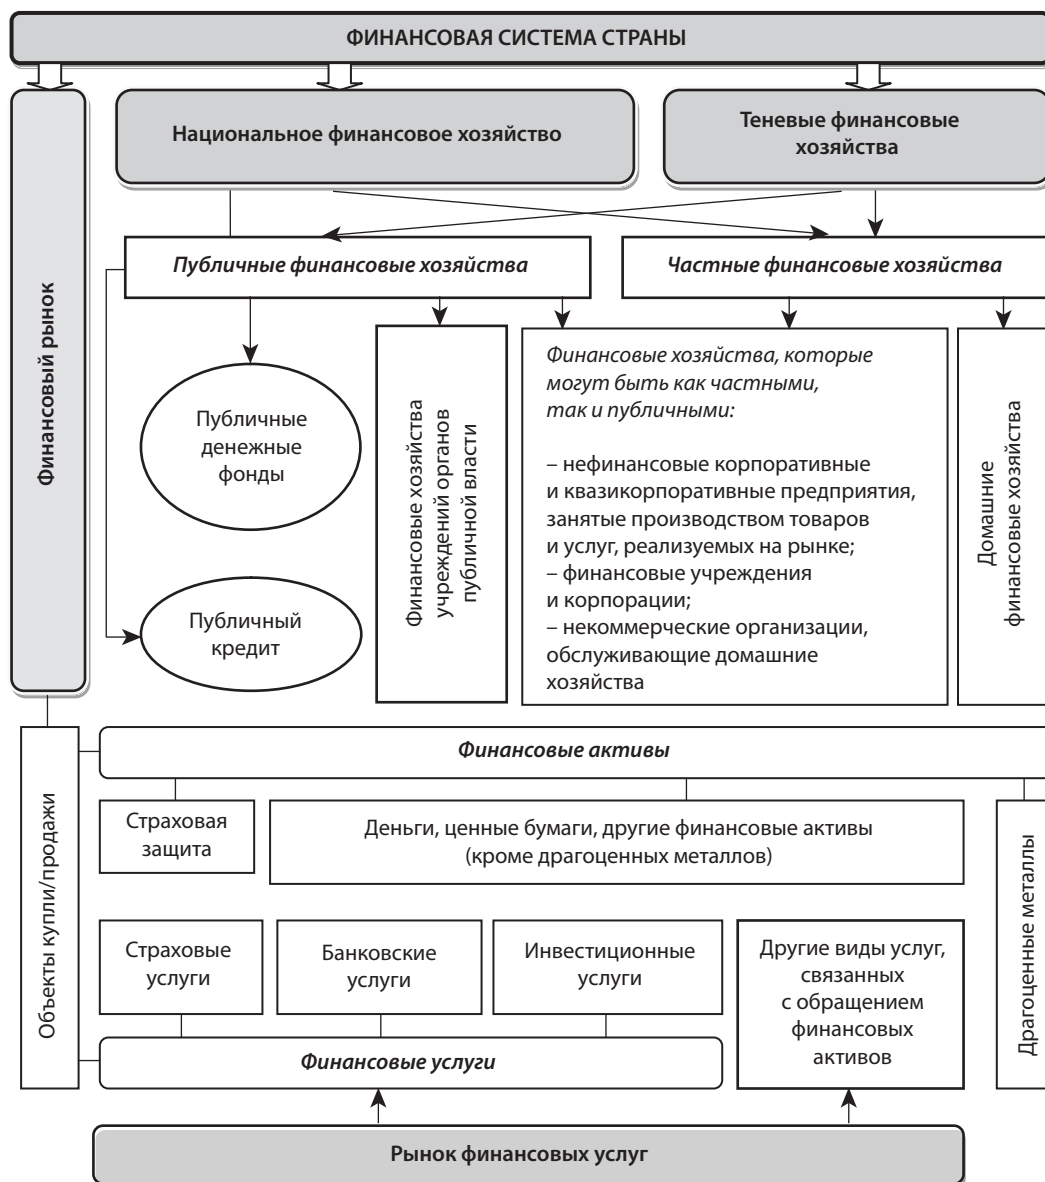 ФИНАНСОВАЯ СИСТЕМА СТРАНЫ
Финансовый рынок
Национальное финансовое хозяйство
Теневые финансовые
хозяйства
Публичные финансовые хозяйства
Частные финансовые хозяйства
Публичные
денежные
фонды
Публичный
кредит
Финансовые хозяйства
учреждений органов
публичной власти
Финансовые хозяйства, которые
могут быть как частными,
так и публичными:
– нефинансовые корпоративные
и квазикорпоративные предприятия,
занятые производством товаров
и услуг, реализуемых на рынке;
– финансовые учреждения
и корпорации;
– некоммерческие организации,
обслуживающие домашние
хозяйства
Домашние
финансовые хозяйства
Объекты купли/продажи
Финансовые активы
Страховая
защита
Деньги, ценные бумаги, другие финансовые активы
(кроме драгоценных металлов)
Драгоценные металлы
Страховые
услуги
Банковские
услуги
Инвестиционные
услуги
Другие виды услуг,
связанных
с обращением
финансовых
активов
Финансовые услуги
Рынок финансовых услуг